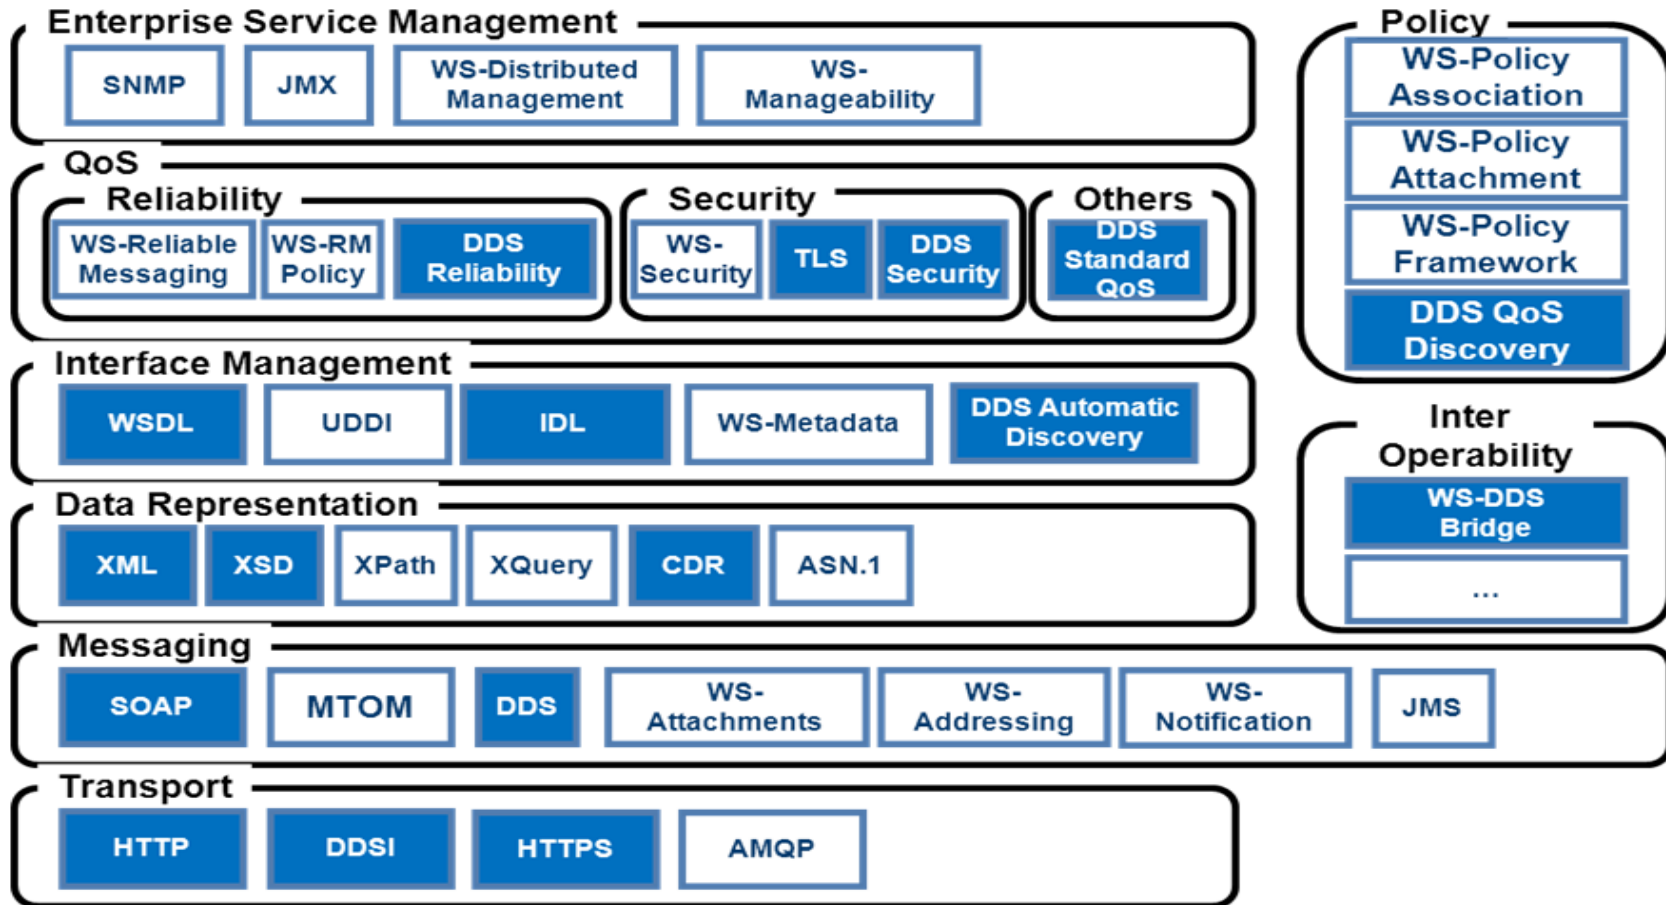 Enterprise Service Management
SNMP
JMX
WS-Distributed
Management
WS-
Manageability
QoS
Reliability
WS-Reliable
Messaging
WS-RM
Policy
DDS
Reliability
Security
WS-
Security
TLS
DDS
Security
Others
DDS
Standard
QoS
Interface Management
WSDL
UDDI
IDL
WS-Metadata
DDS Automatic
Discovery
Data Representation
XML
XSD
XPath
XQuery
CDR
ASN.1
Messaging
SOAP
MTOM
DDS
WS-
Attachments
WS-
Addressing
WS-
Notification
JMS
Transport
HTTP
DDSI
HTTPS
AMQP
Policy
WS-Policy
Association
WS-Policy
Attachment
WS-Policy
Framework
DDS QoS
Discovery
Inter
Operability
WS-DDS
Bridge
...